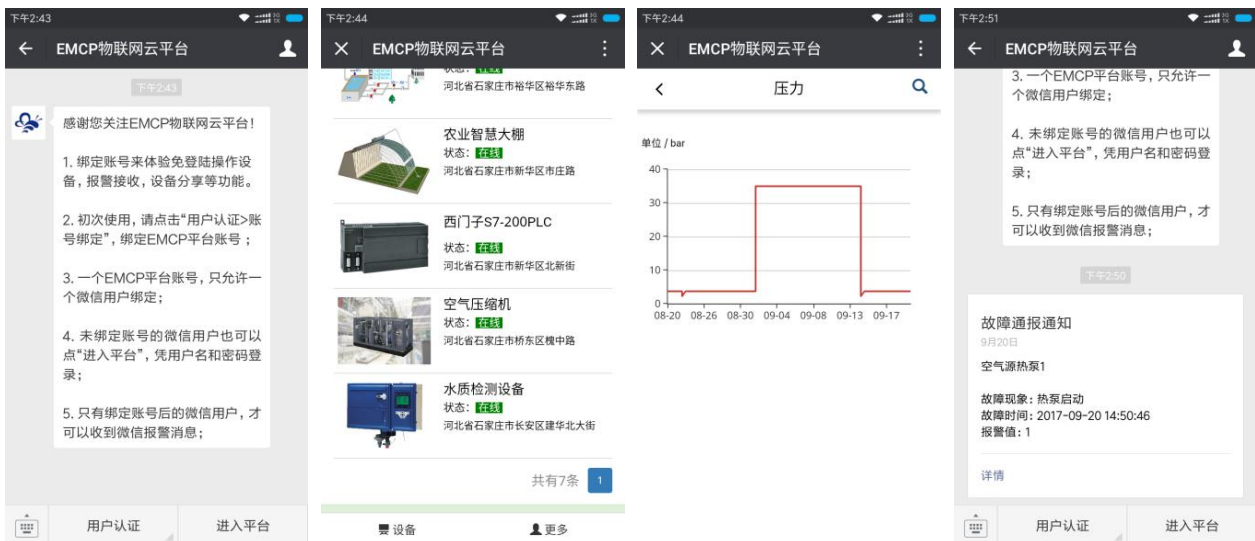 下午2:43
EMCP物联网云平台
下午2:43
感谢您关注EMCP物联网云平台！
1. 绑定账号来体验免登陆操作设
备，报警接收，设备分享等功能。
2. 初次使用，请点击“用户认证>账
号绑定”，绑定EMCP平台账号；
3. 一个EMCP平台账号，只允许一
个微信用户绑定；
4. 未绑定账号的微信用户也可以
点“进入平台”，凭用户名和密码登
录；
5. 只有绑定账号后的微信用户，才
可以收到微信报警消息；
用户认证
进入平台
下午2:44
EMCP物联网云平台
状态：在线
河北省石家庄市裕华区裕华东路
农业智慧大棚
状态：在线
河北省石家庄市新华区市庄路
西门子S7-200PLC
状态：在线
河北省石家庄市新华区北新街
空气压缩机
状态：在线
河北省石家庄市桥东区槐中路
水质检测设备
状态：在线
河北省石家庄市长安区建华北大街
共有7条 1
设备
更多
下午2:44
EMCP物联网云平台
压力
单位 / bar
40
30
20
10
0
08-20 08-26 08-30 09-04 09-08 09-13 09-17
下午2:51
EMCP物联网云平台
3. 一个EMCP平台账号，只允许一
个微信用户绑定；
4. 未绑定账号的微信用户也可以
点“进入平台”，凭用户名和密码登
录；
5. 只有绑定账号后的微信用户，才
可以收到微信报警消息；
下午2:50
故障通报通知
9月20日
空气源热泵1
故障现象：热泵启动
故障时间：2017-09-20 14:50:46
报警值：1
详情
用户认证
进入平台